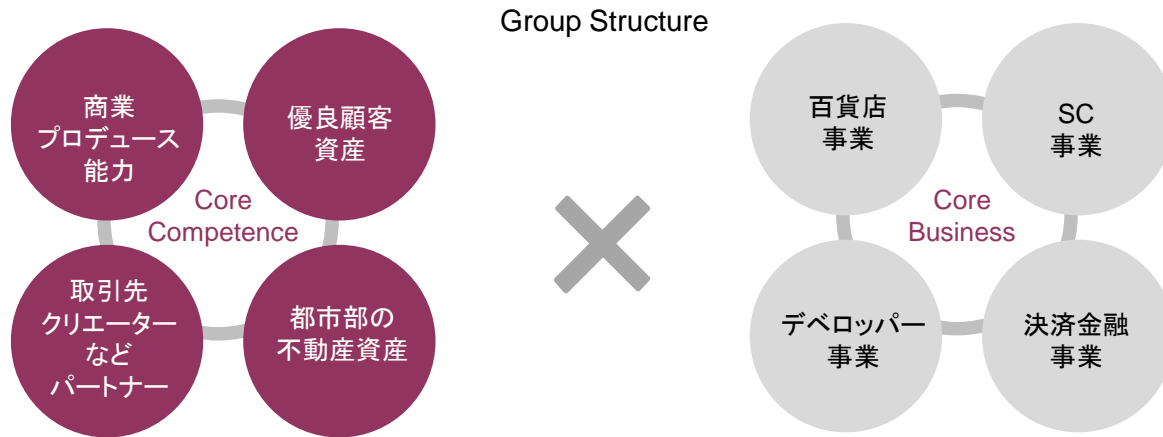 Group Structure
商業
プロデュース
能力
優良顧客
資産
Core
Competence
取引先
クリエーター
など
パートナー
都市部の
不動産資産
百貨店
事業
SC
事業
Core
Business
デベロッパー
事業
決済金融
事業